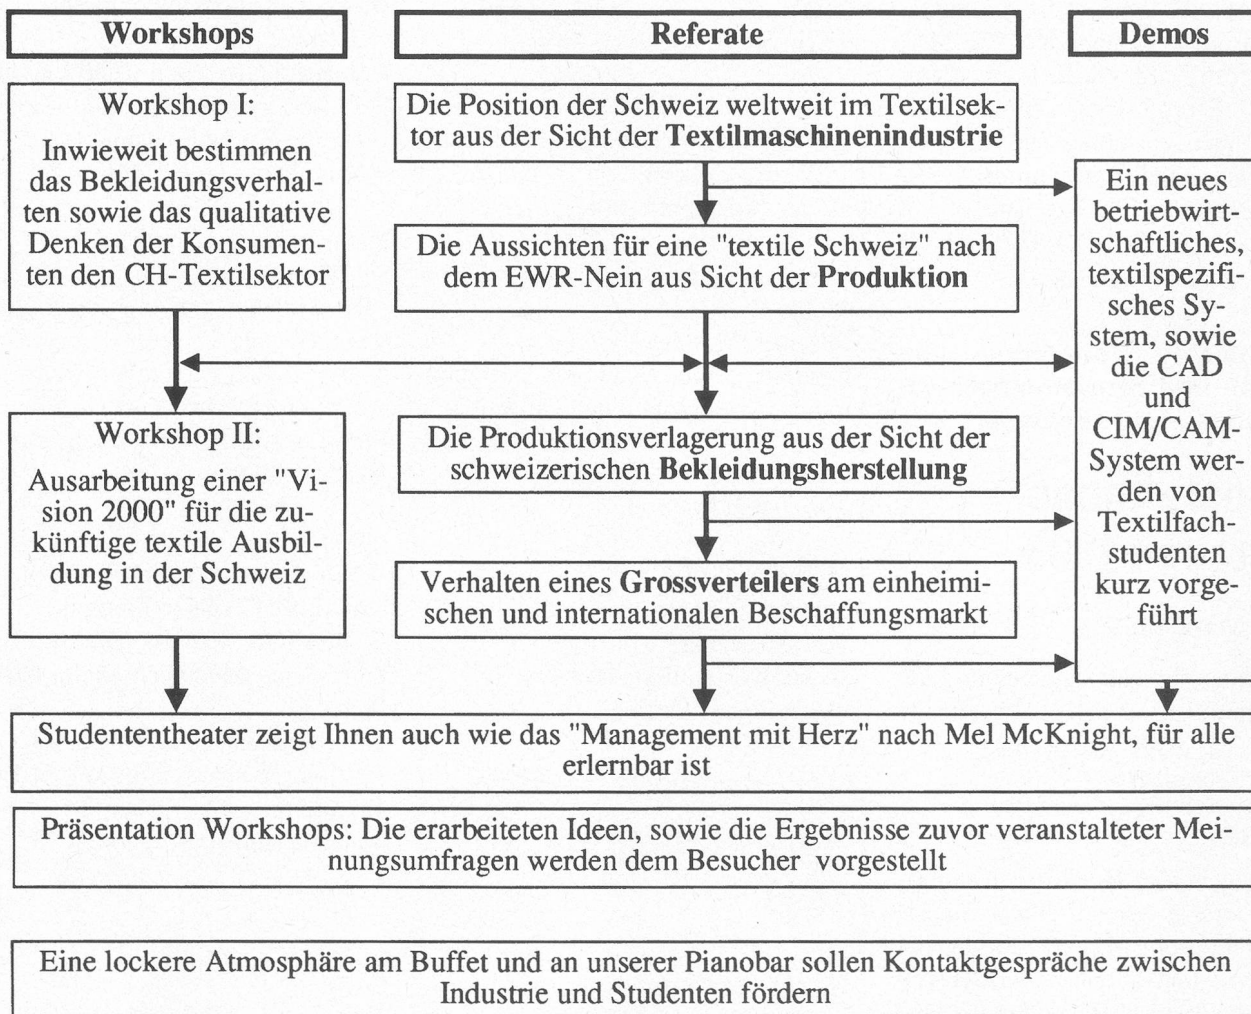 Workshops
Referate
Demos
Workshop I:
Inwieweit bestimmen
das Bekleidungsverhal-
ten sowie das qualitative
Denken der Konsumen-
ten den CH-Textilsektor
Workshop II:
Ausarbeitung einer "Vi-
sion 2000" für die zu-
künftige textile Ausbil-
dung in der Schweiz
Die Position der Schweiz weltweit im Textilsek-
tor aus der Sicht der Textilmaschinenindustrie
Die Aussichten für eine "textile Schweiz" nach
dem EWR-Nein aus Sicht der Produktion
Die Produktionsverlagerung aus der Sicht der
schweizerischen Bekleidungsherstellung
Verhalten eines Grossverteilers am einheimi-
schen und internationalen Beschaffungsmarkt
Ein neues
betriebwirt-
schaftliches,
textilspezifi-
sches Sy-
stem, sowie
die CAD
und
CIM/CAM-
System wer-
den von
Textilfach-
studenten
kurz vorge-
führt
Studententheater zeigt Ihnen auch wie das "Management mit Herz" nach Mel McKnight, für alle
erlernbar ist
Präsentation Workshops: Die erarbeiteten Ideen, sowie die Ergebnisse zuvor veranstalteter Mei-
nungsumfragen werden dem Besucher vorgestellt
Eine lockere Atmosphäre am Buffet und an unserer Pianobar sollen Kontaktgespräche zwischen
Industrie und Studenten fördern